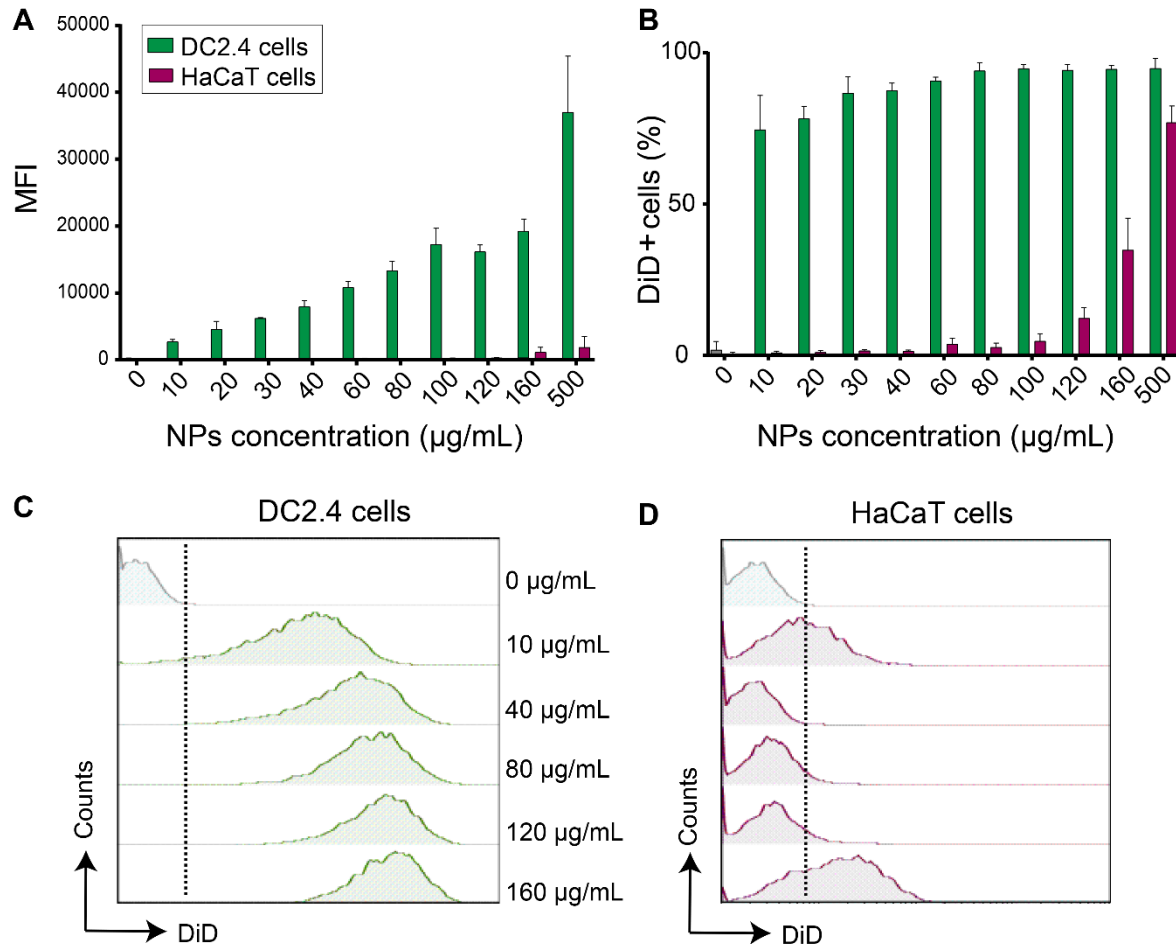 A
50000
40000
30000
20000
10000
0
MFI
DC2.4 cells
HaCaT cells
0 10 20 30 40 60 80 100 120 160 500
NPs concentration (µg/mL)
B
100
50
0
DiD+cells (%)
0 10 20 30 40 60 80 100 120 160 500
NPs concentration (µg/mL)
C
DC2.4 cells
0 µg/mL
10 µg/mL
40 µg/mL
80 µg/mL
120 µg/mL
160 µg/mL
Counts
DiD
D
HaCaT cells
Counts
DiD